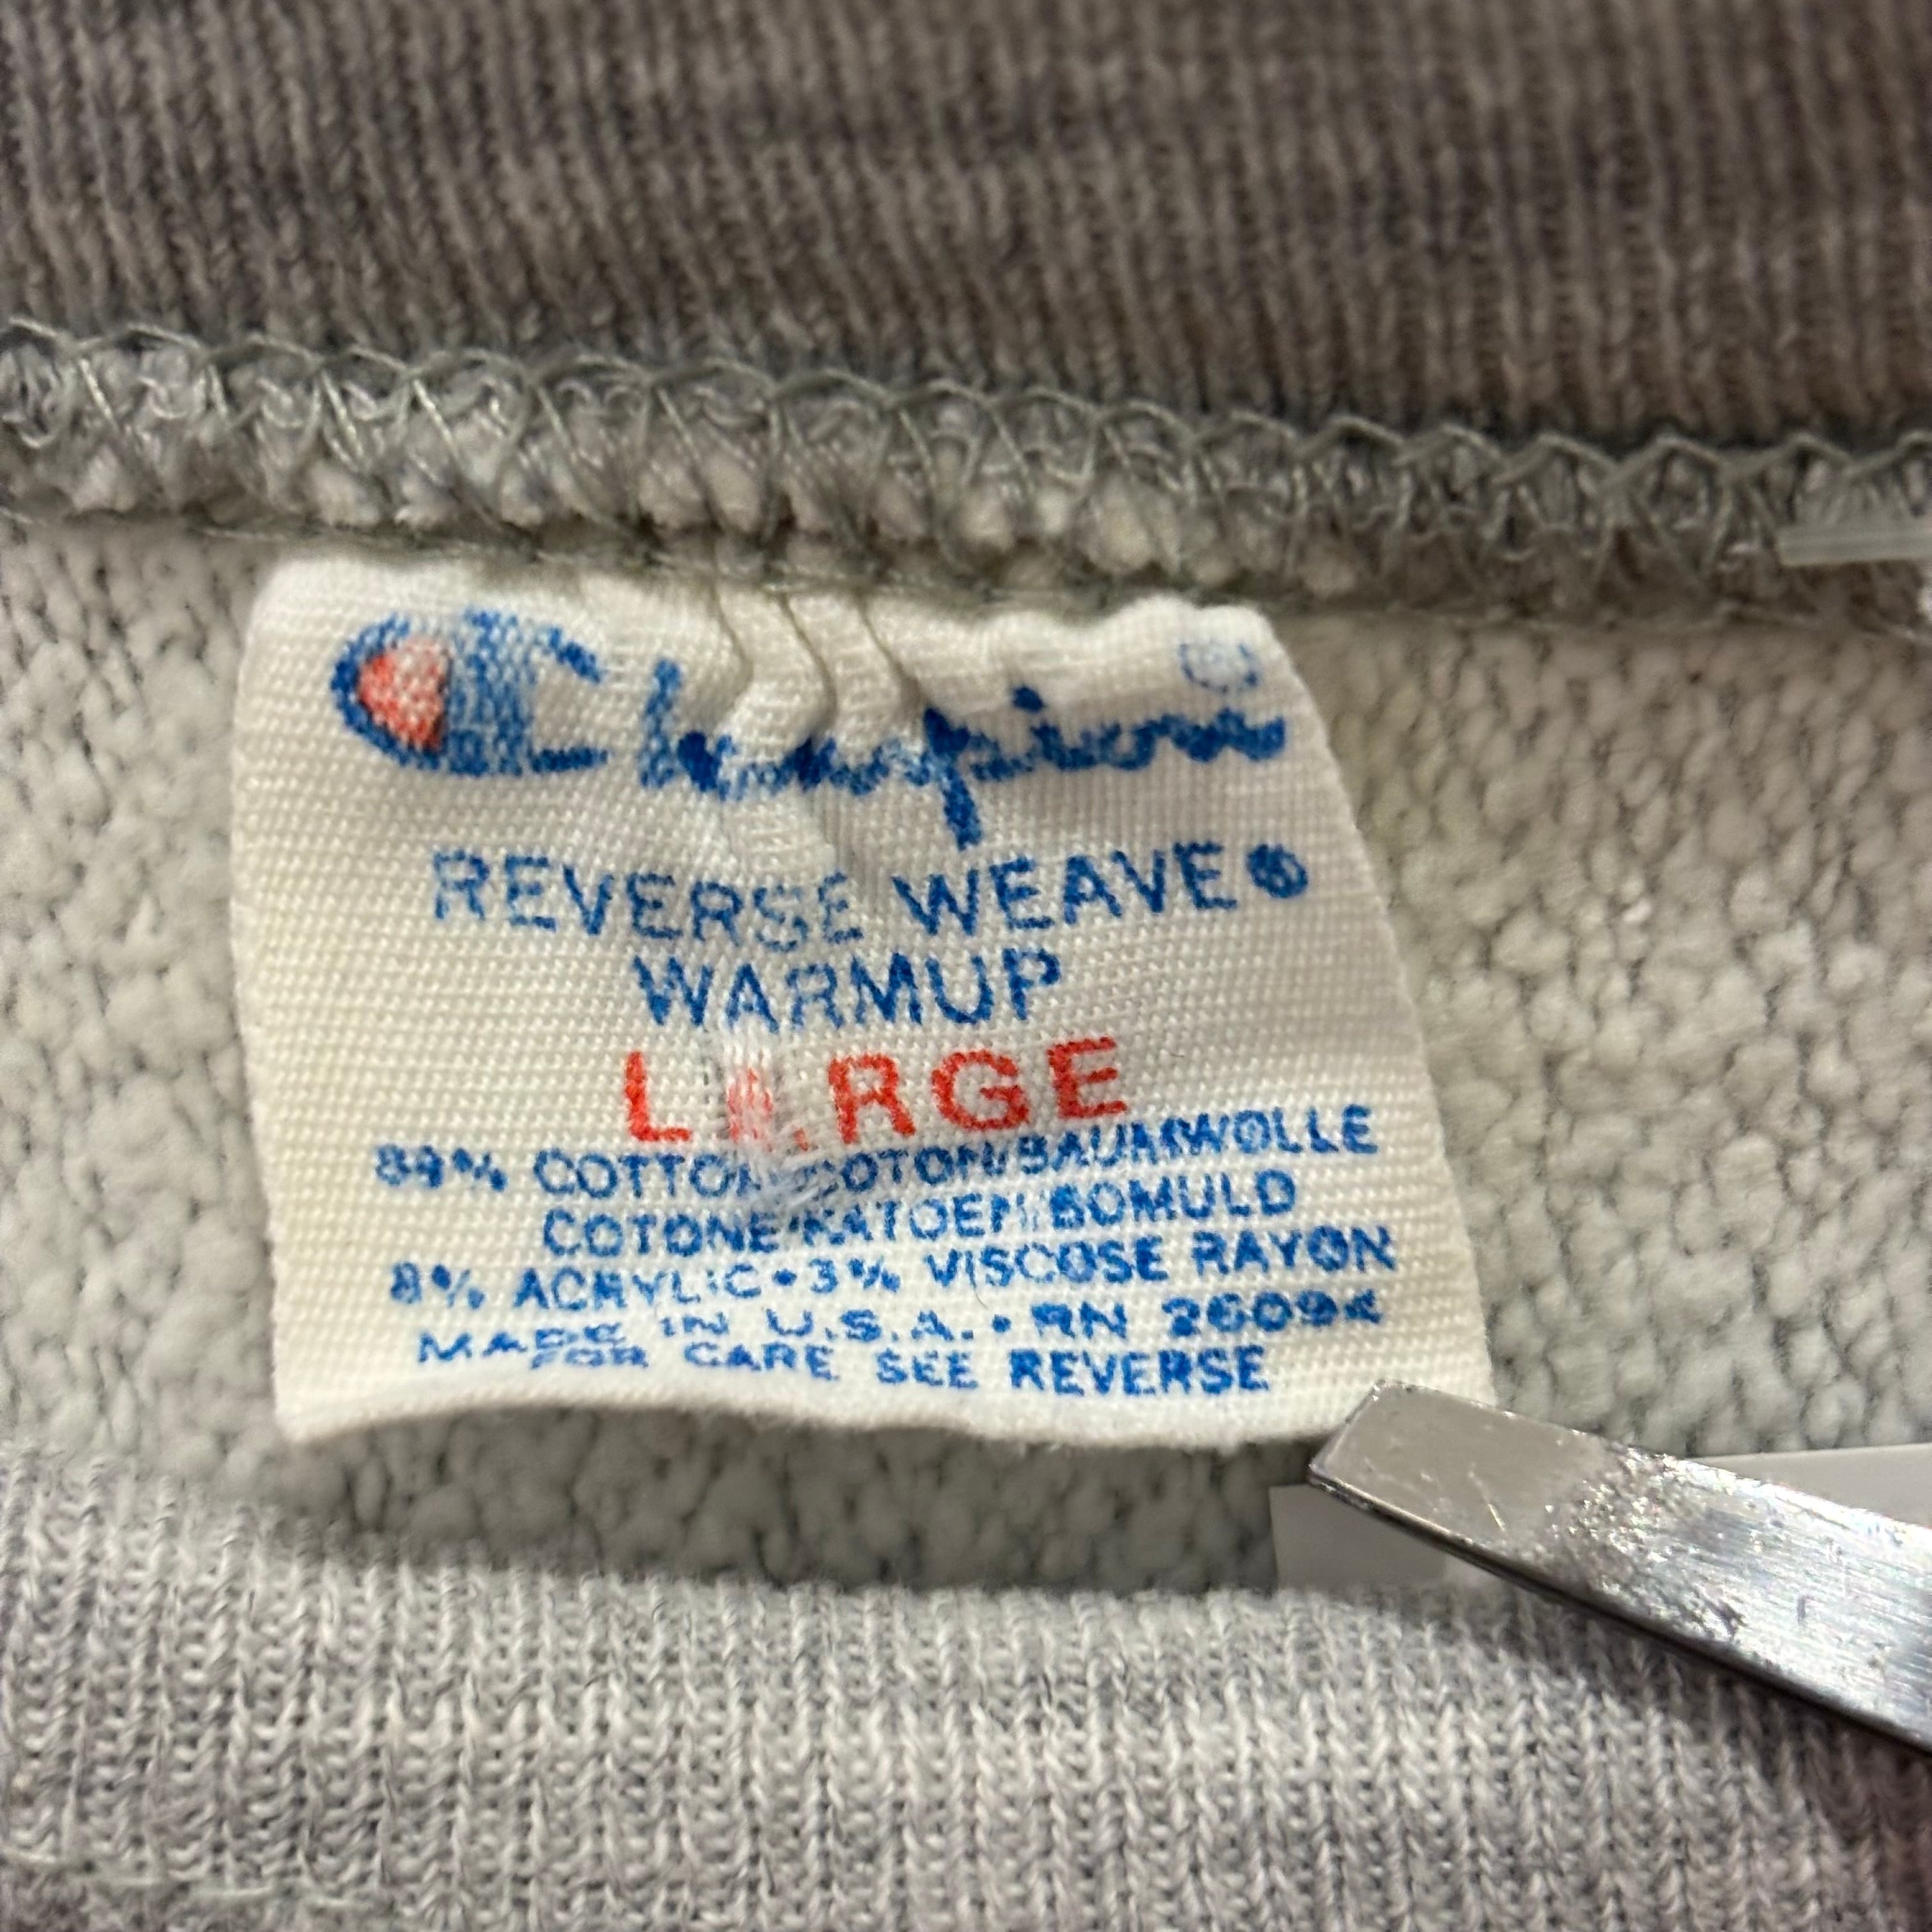 Champion®
REVERSE WEAVE®
WARMUP
LARGE
89% COTTON/COTON/BAUMWOLLE
COTONE/KATOEN/BOMULD
8% ACRYLIC • 3% VISCOSE RAYON
MADE IN U.S.A. • RN 26094
FOR CARE SEE REVERSE